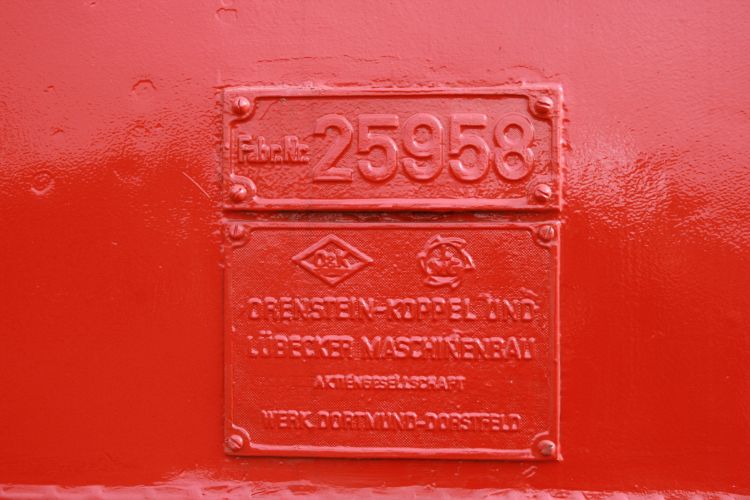 Fabr.Nr. 25958
O&K
ORENSTEIN-KOPPEL UND
LÜBECKER MASCHINENBAU
AKTIENGESELLSCHAFT
WERK DORTMUND-DORSTFELD